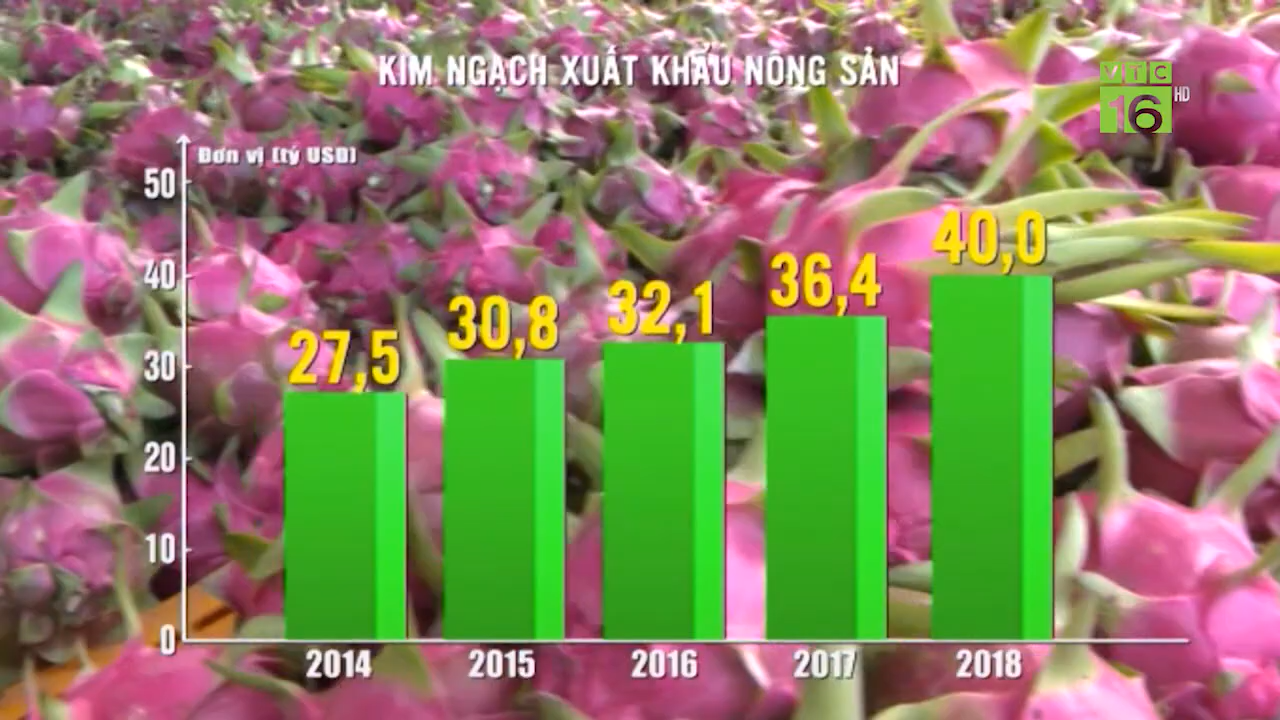 KIM NGẠCH XUẤT KHẨU NÔNG SẢN
VTC
16 HD
Đơn vị (tỷ USD)
50
40
30
20
10
0
27,5
30,8
32,1
36,4
40,0
2014 2015 2016 2017 2018